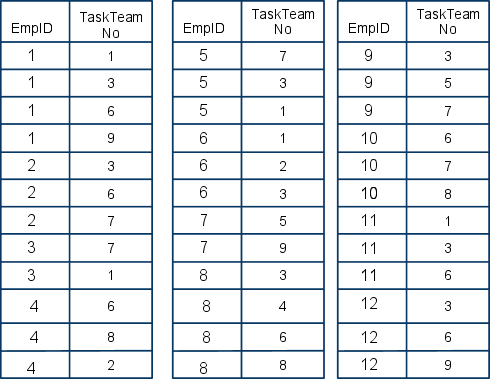 EmpID TaskTeam No EmpID TaskTeam No EmpID TaskTeam No
1 1 5 7 9 3
1 3 5 3 9 5
1 6 5 1 9 7
1 9 6 1 10 6
2 3 6 2 10 7
2 6 6 3 10 8
2 7 7 5 11 1
3 7 7 9 11 3
3 1 8 3 11 6
4 6 8 4 12 3
4 8 8 6 12 6
4 2 8 8 12 9